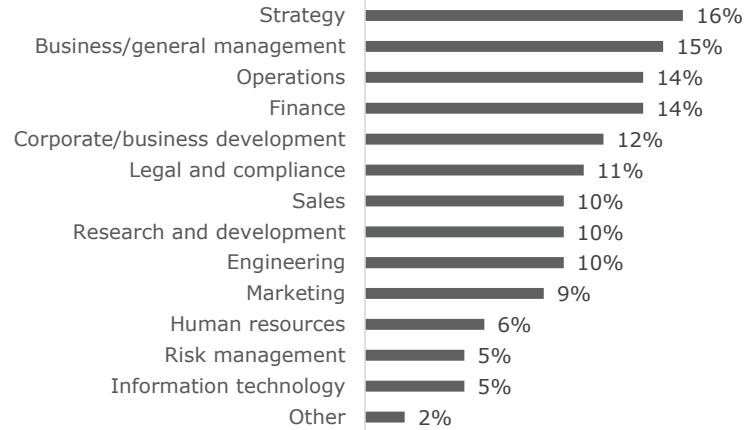 Strategy 16%
Business/general management 15%
Operations 14%
Finance 14%
Corporate/business development 12%
Legal and compliance 11%
Sales 10%
Research and development 10%
Engineering 10%
Marketing 9%
Human resources 6%
Risk management 5%
Information technology 5%
Other 2%